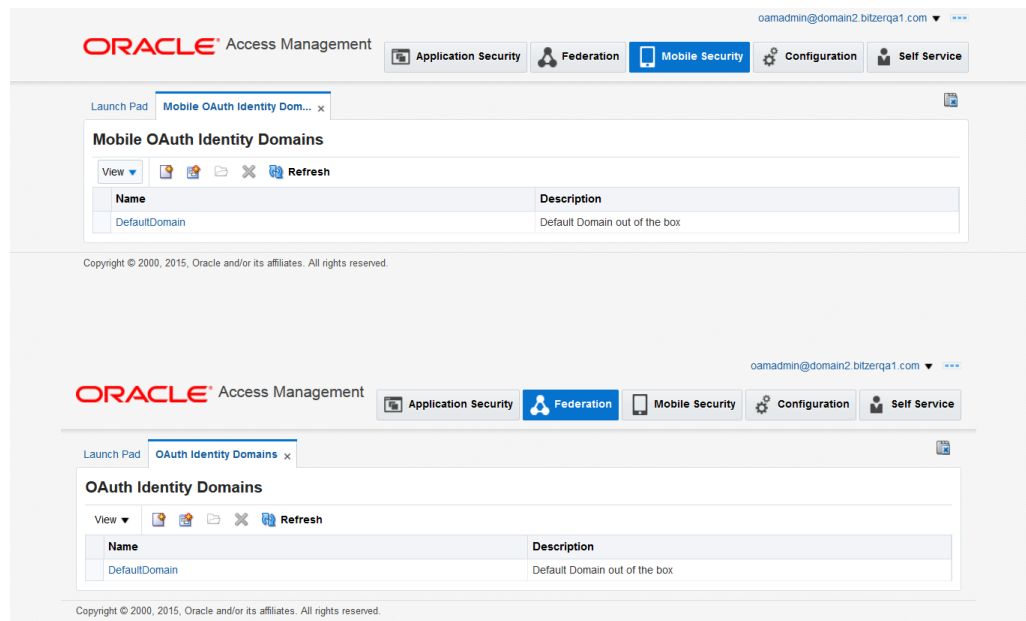 oamadmin@domain2.bitzerqa1.com
ORACLE Access Management Application Security Federation Mobile Security Configuration Self Service
Launch Pad Mobile OAuth Identity Dom... x
Mobile OAuth Identity Domains
View Refresh
Name Description
DefaultDomain Default Domain out of the box
Copyright © 2000, 2015, Oracle and/or its affiliates. All rights reserved.
oamadmin@domain2.bitzerqa1.com
ORACLE Access Management Application Security Federation Mobile Security Configuration Self Service
Launch Pad OAuth Identity Domains x
OAuth Identity Domains
View Refresh
Name Description
DefaultDomain Default Domain out of the box
Copyright © 2000, 2015, Oracle and/or its affiliates. All rights reserved.